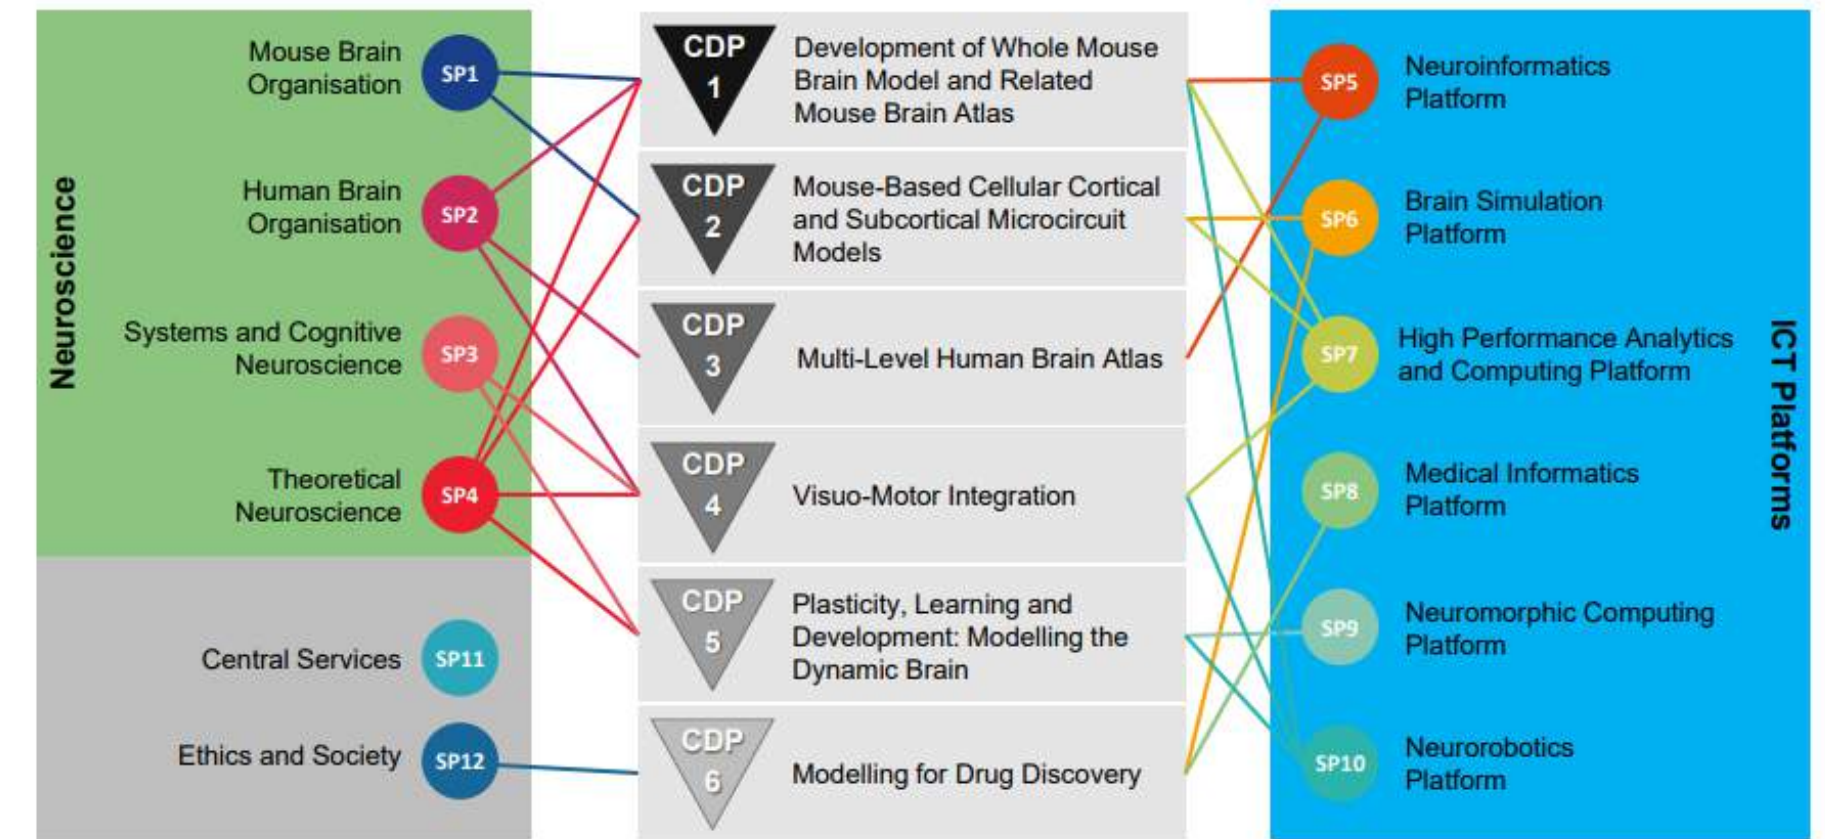 Neuroscience
Mouse Brain
Organisation
SP1
Human Brain
Organisation
SP2
Systems and Cognitive
Neuroscience
SP3
Theoretical
Neuroscience
SP4
Central Services
SP11
Ethics and Society
SP12
CDP
1
Development of Whole Mouse
Brain Model and Related
Mouse Brain Atlas
CDP
2
Mouse-Based Cellular Cortical
and Subcortical Microcircuit
Models
CDP
3
Multi-Level Human Brain Atlas
CDP
4
Visuo-Motor Integration
CDP
5
Plasticity, Learning and
Development: Modelling the
Dynamic Brain
CDP
6
Modelling for Drug Discovery
SP5
Neuroinformatics
Platform
SP6
Brain Simulation
Platform
SP7
High Performance Analytics
and Computing Platform
SP8
Medical Informatics
Platform
SP9
Neuromorphic Computing
Platform
SP10
Neurorobotics
Platform
ICT Platforms